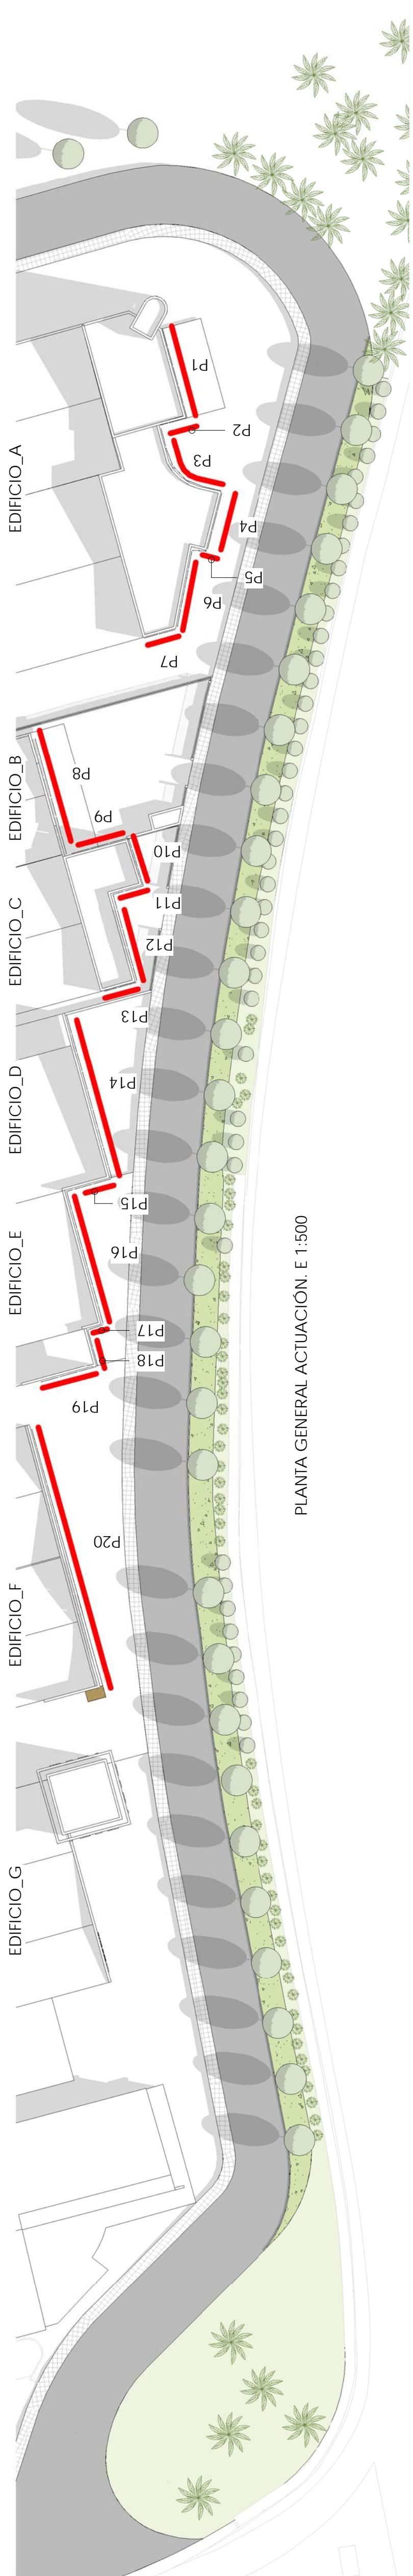 EDIFICIO_A
P1
P2
P3
P4
P5
P6
P7
EDIFICIO_B
P8
P9
EDIFICIO_C
P10
P11
P12
P13
EDIFICIO_D
P14
P15
EDIFICIO_E
P16
P17
P18
P19
EDIFICIO_F
P20
EDIFICIO_G
PLANTA GENERAL ACTUACIÓN. E 1:500